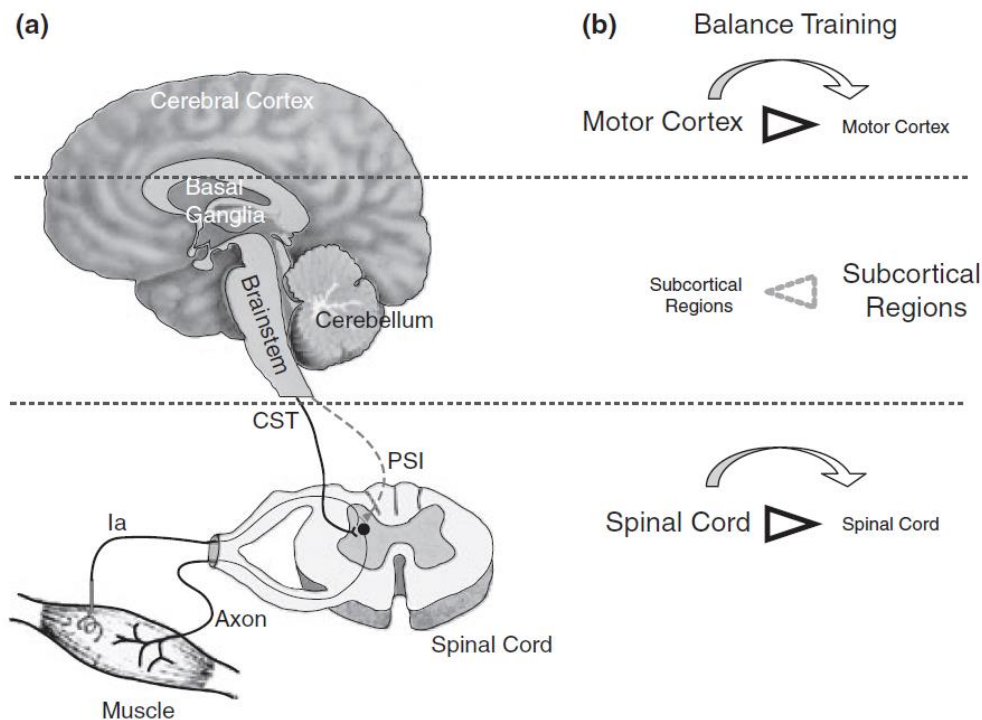 (a)
Cerebral Cortex
Basal
Ganglia
Brainstem
Cerebellum
CST
PSI
Ia
Axon
Spinal Cord
Muscle
(b)
Balance Training
Motor Cortex
Motor Cortex
Subcortical
Regions
Subcortical
Regions
Spinal Cord
Spinal Cord